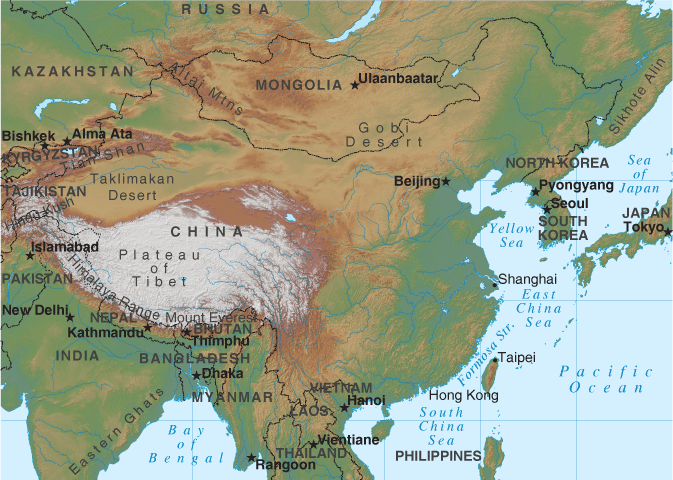 RUSSIA
KAZAKHSTAN
Altai Mtns
MONGOLIA
Ulaanbaatar
Sikhote Alin
Gobi
Desert
Bishkek
Alma Ata
KYRGYZSTAN
Tian Shan
NORTH KOREA
Sea
of
Japan
Taklimakan
Desert
Beijing
Pyongyang
TAJIKISTAN
Hindu Kush
Seoul
JAPAN
Tokyo
SOUTH
KOREA
Yellow
Sea
CHINA
Islamabad
Plateau
of
Tibet
PAKISTAN
Himalaya Range
Shanghai
East
China
Sea
New Delhi
NEPAL
Mount Everest
Kathmandu
BHUTAN
Thimphu
Formosa Str.
INDIA
BANGLADESH
Taipei
Dhaka
Pacific
Ocean
MYANMAR
VIETNAM
Hong Kong
Hanoi
LAOS
South
China
Sea
Eastern Ghats
Bay
of
Bengal
Vientiane
THAILAND
PHILIPPINES
Rangoon